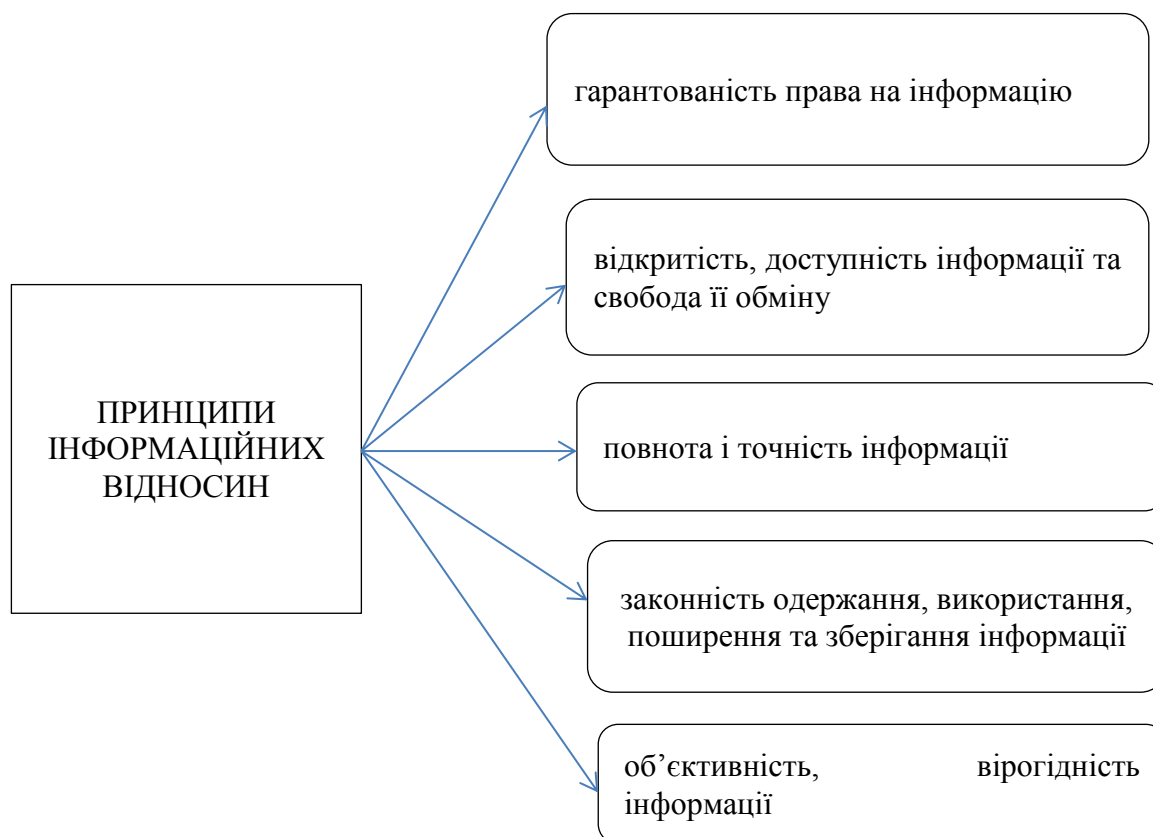 гарантованість права на інформацію
відкритість, доступність інформації та
свобода її обміну
ПРИНЦИПИ
ІНФОРМАЦІЙНИХ
ВІДНОСИН
повнота і точність інформації
законність одержання, використання,
поширення та зберігання інформації
об’єктивність, вірогідність
інформації